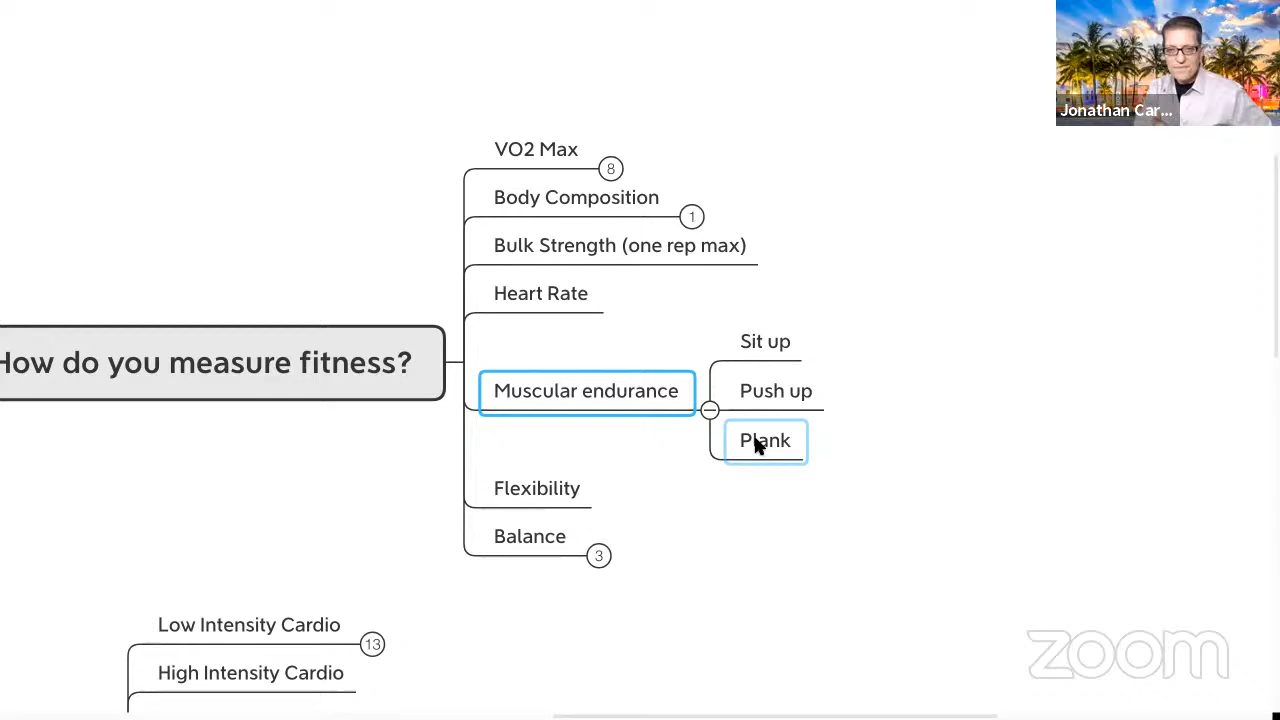 Jonathan Car...
VO2 Max
8
Body Composition
1
Bulk Strength (one rep max)
Heart Rate
How do you measure fitness?
Muscular endurance
Sit up
Push up
Plank
Flexibility
Balance
3
Low Intensity Cardio
13
High Intensity Cardio
zoom